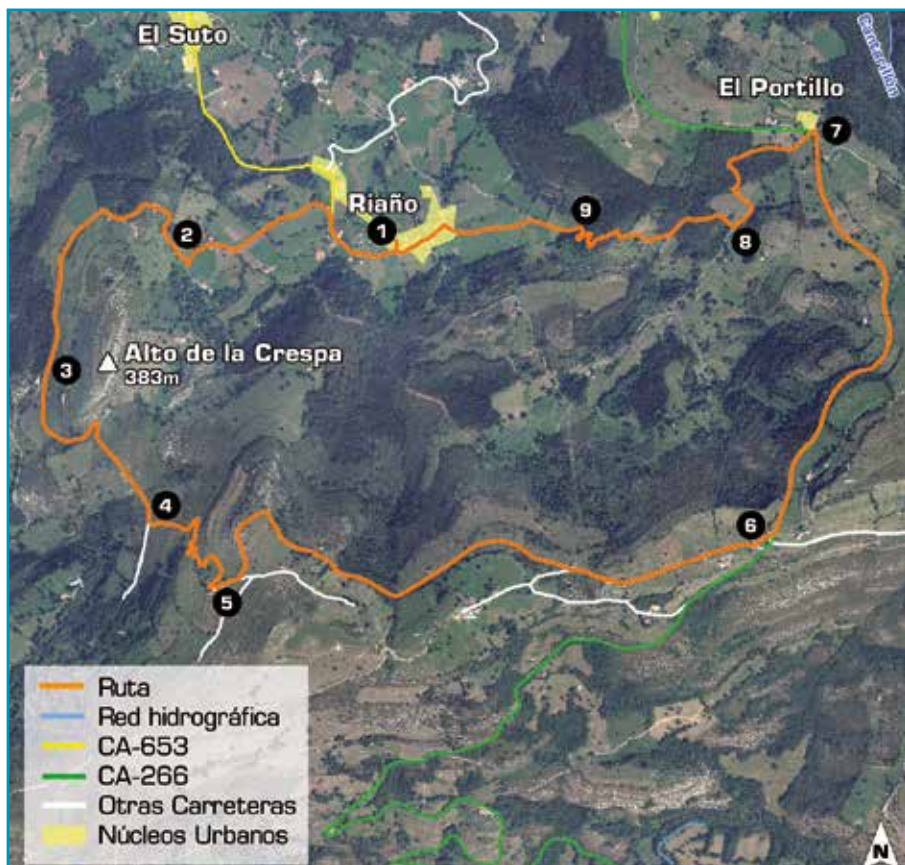 El Suto
El Portillo
Cantarillón
7
Riaño
1
9
2
8
Alto de la Crespa
383m
3
4
6
5
Ruta
Red hidrográfica
CA-653
CA-266
Otras Carreteras
Núcleos Urbanos
N